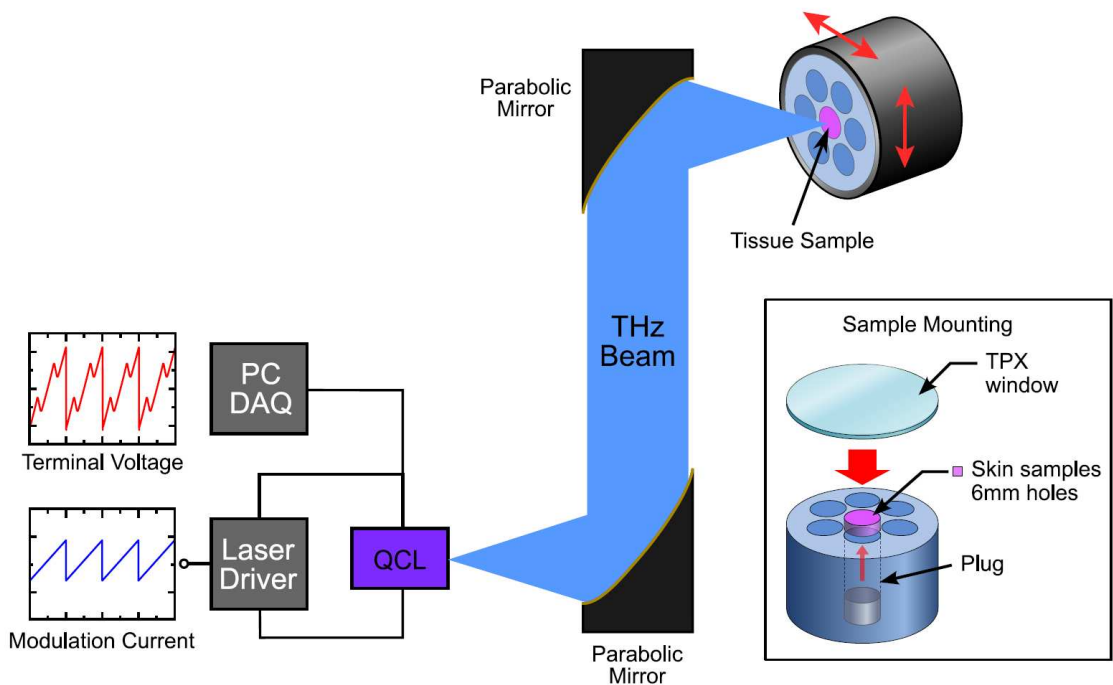 Parabolic
Mirror
Tissue Sample
THz
Beam
Sample Mounting
TPX
window
Skin samples
6mm holes
Plug
PC
DAQ
Terminal Voltage
Laser
Driver
QCL
Modulation Current
Parabolic
Mirror